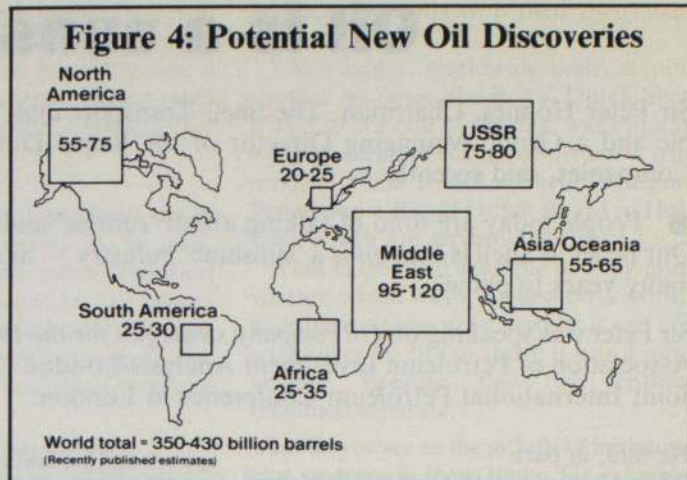 Figure 4: Potential New Oil Discoveries
North
America
55-75
Europe
20-25
USSR
75-80
Middle
East
95-120
Asia/Oceania
55-65
South America
25-30
Africa
25-35
World total = 350-430 billion barrels
(Recently published estimates)